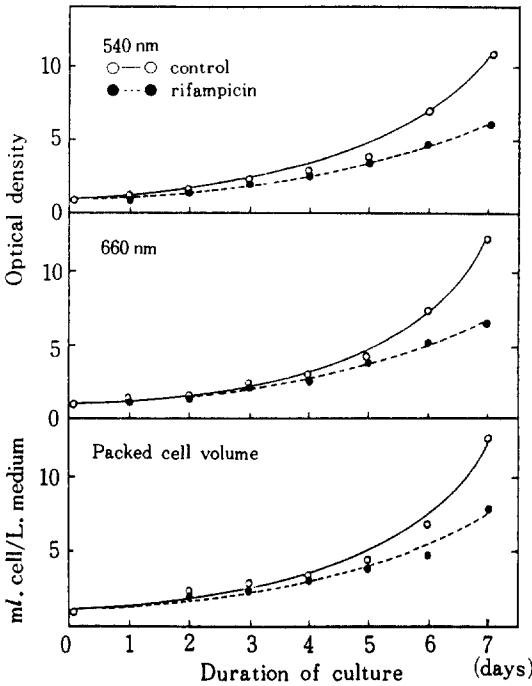 540 nm
control
rifampicin
10
5
0
Optical density
660 nm
10
5
0
Packed cell volume
10
5
ml. cell/L. medium
0 1 2 3 4 5 6 7
(days)
Duration of culture